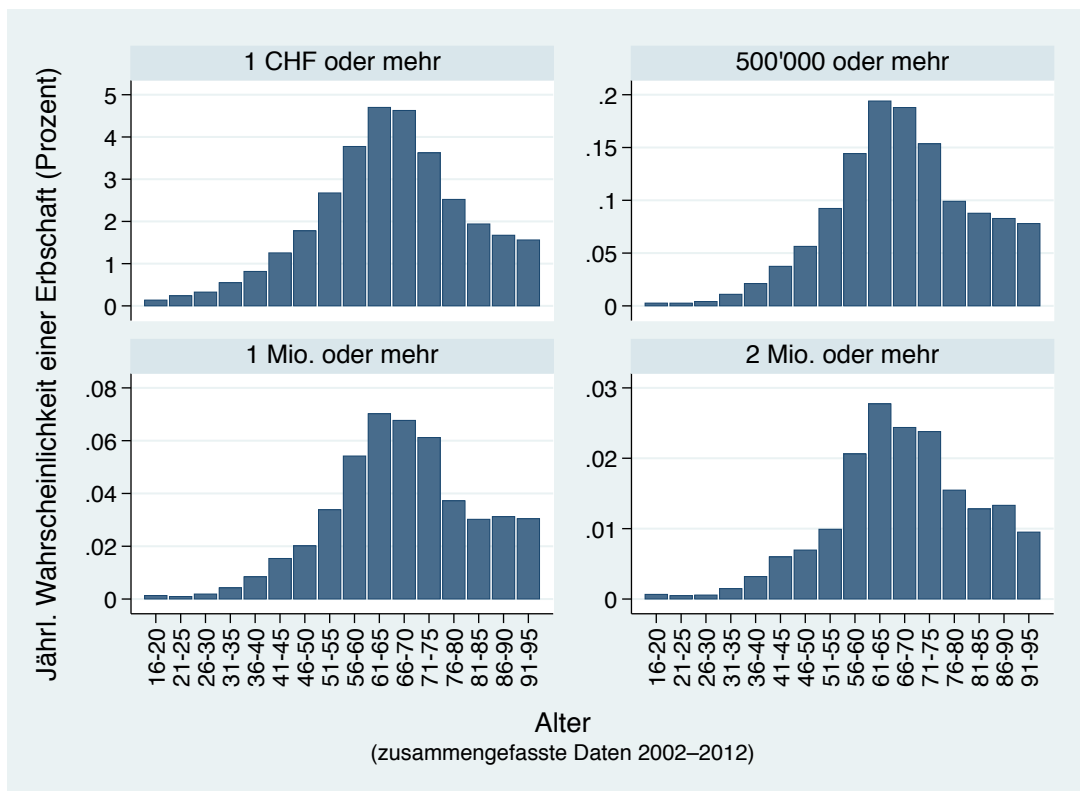 Jährl. Wahrscheinlichkeit einer Erbschaft (Prozent)
1 CHF oder mehr
5
4
3
2
1
0
500'000 oder mehr
.2
.15
.1
.05
0
1 Mio. oder mehr
.08
.06
.04
.02
0
16-20 21-25 26-30 31-35 36-40 41-45 46-50 51-55 56-60 61-65 66-70 71-75 76-80 81-85 86-90 91-95
2 Mio. oder mehr
.03
.02
.01
0
16-20 21-25 26-30 31-35 36-40 41-45 46-50 51-55 56-60 61-65 66-70 71-75 76-80 81-85 86-90 91-95
Alter
(zusammengefasste Daten 2002–2012)